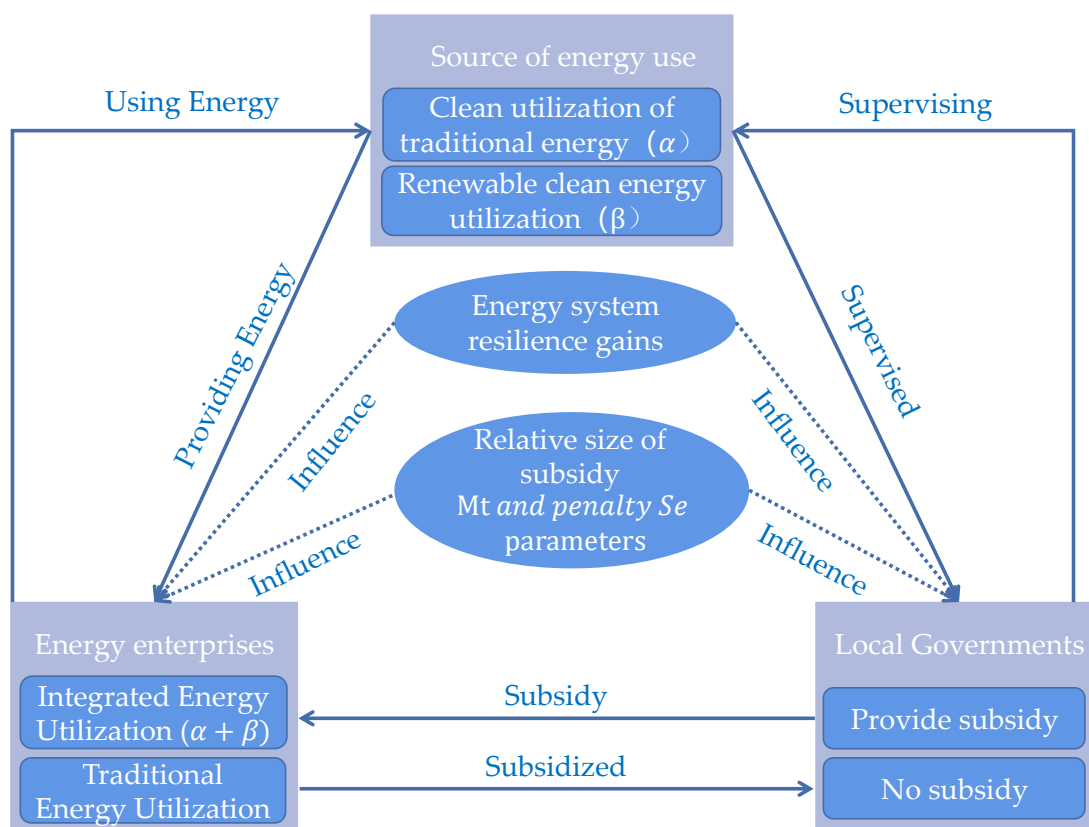 Source of energy use
Using Energy
Supervising
Clean utilization of
traditional energy（α）
Renewable clean energy
utilization（β）
Energy system
resilience gains
Providing Energy
Supervised
Influence
Influence
Relative size of
subsidy
Mt and penalty Se
parameters
Influence
Influence
Energy enterprises
Local Governments
Integrated Energy
Utilization (α + β)
Subsidy
Provide subsidy
Traditional
Energy Utilization
Subsidized
No subsidy